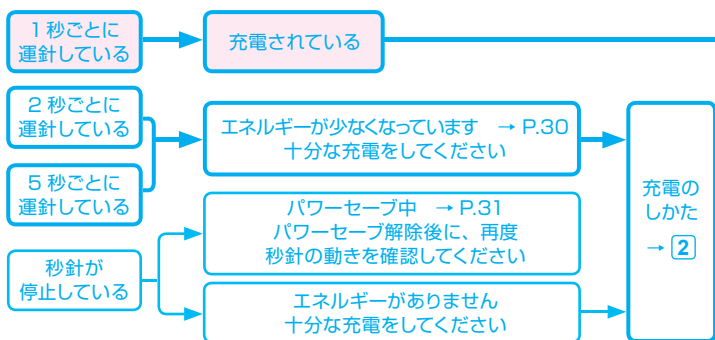 1秒ごとに
運針している
充電されている
2秒ごとに
運針している
5秒ごとに
運針している
エネルギーが少なくなっています → P.30
十分な充電をしてください
秒針が
停止している
パワーセーブ中 → P.31
パワーセーブ解除後に、再度
秒針の動きを確認してください
エネルギーがありません
十分な充電をしてください
充電の
しかた
→ 2